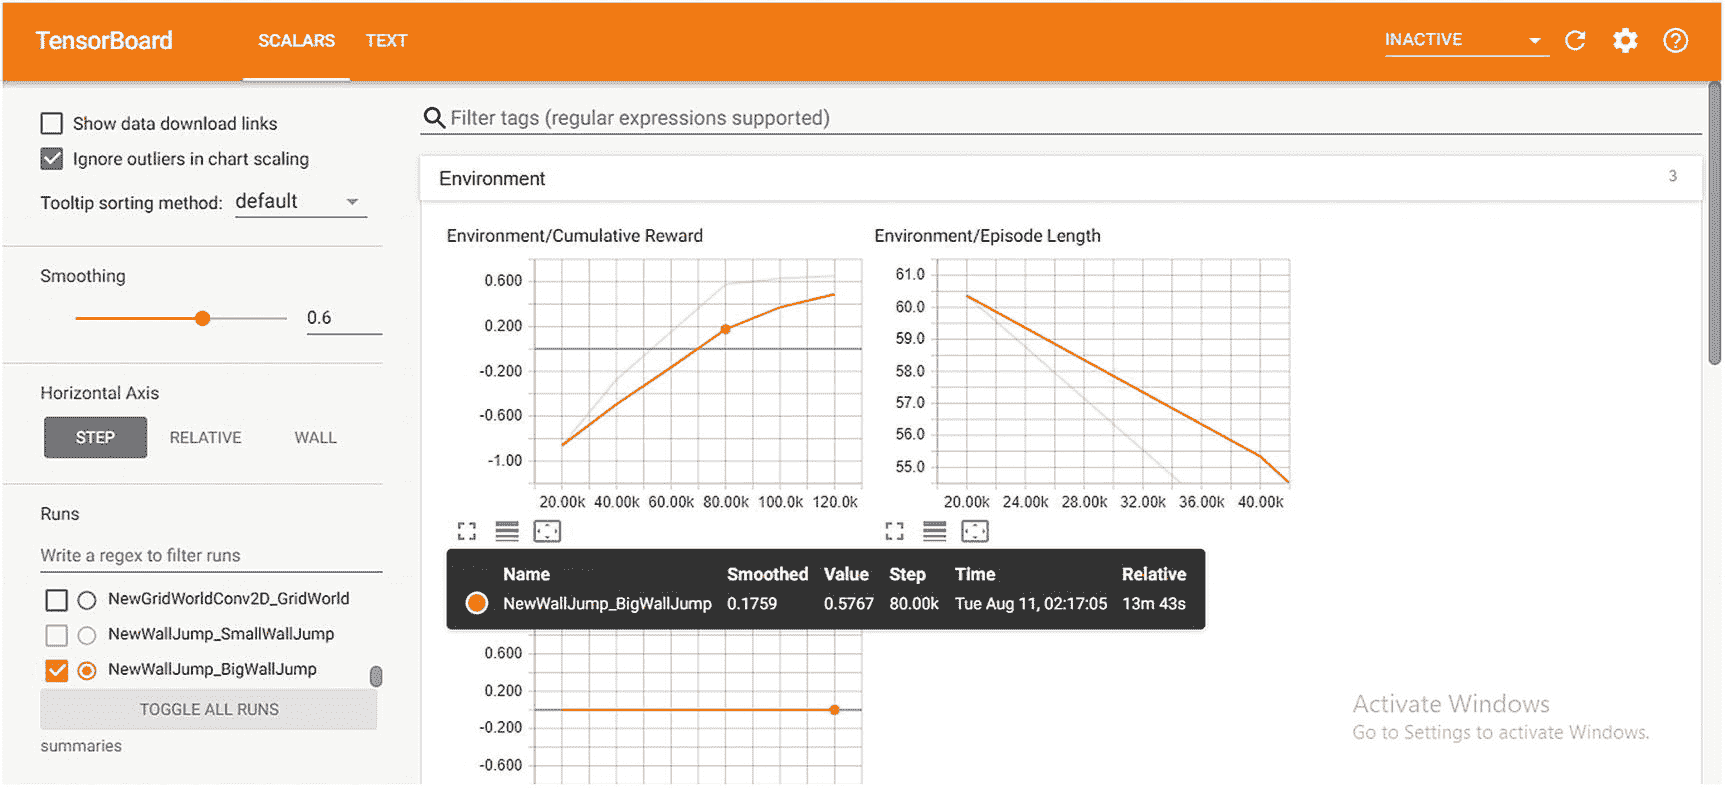 TensorBoard SCALARS TEXT INACTIVE
Show data download links
Ignore outliers in chart scaling
Tooltip sorting method: default
Smoothing
0.6
Horizontal Axis
STEP RELATIVE WALL
Runs
Write a regex to filter runs
NewGridWorldConv2D_GridWorld
NewWallJump_SmallWallJump
NewWallJump_BigWallJump
TOGGLE ALL RUNS
summaries
Filter tags (regular expressions supported)
Environment 3
Environment/Cumulative Reward
0.600
0.200
-0.200
-0.600
-1.00
20.00k 40.00k 60.00k 80.00k 100.0k 120.0k
Environment/Episode Length
61.0
60.0
59.0
58.0
57.0
56.0
55.0
20.00k 24.00k 28.00k 32.00k 36.00k 40.00k
Name Smoothed Value Step Time Relative
NewWallJump_BigWallJump 0.1759 0.5767 80.00k Tue Aug 11, 02:17:05 13m 43s
0.600
0.200
-0.200
-0.600
Activate Windows
Go to Settings to activate Windows.